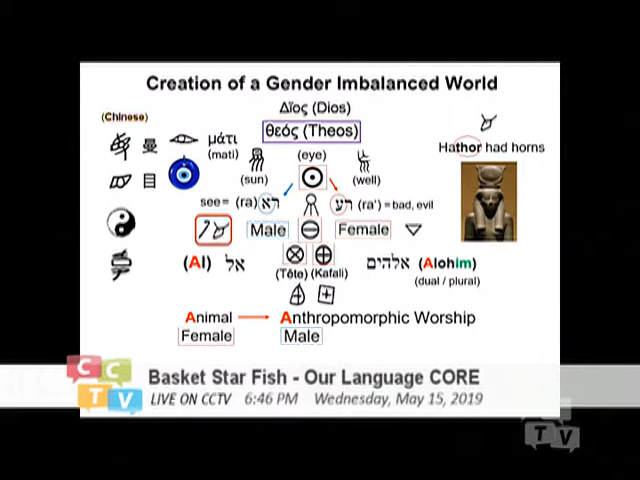 Creation of a Gender Imbalanced World
Δῖος (Dios)
(Chinese)
θεός (Theos)
μάτι
(mati)
曼
(eye)
Hathor had horns
(sun)
(well)
目
see= (ra) רא
רע (ra') = bad, evil
Male
Female
(Al) אל
אלהים (Alohim)
(Tête) (Kafali)
(dual / plural)
Animal → Anthropomorphic Worship
Female
Male
CCTV
Basket Star Fish - Our Language CORE
LIVE ON CCTV 6:46 PM Wednesday, May 15, 2019
TV